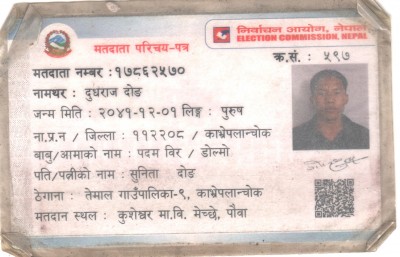 निर्वाचन आयोग, नेपाल
ELECTION COMMISSION, NEPAL
मतदाता परिचय-पत्र
क्र.सं. : ५९७
मतदाता नम्बर : १७८६२५७०
नामथर : दुधराज दोङ
जन्म मिति : २०४१-१२-०१ लिङ्ग : पुरुष
ना.प्र.न / जिल्ला : ११२२०८ / काभ्रेपलान्चोक
बाबु/आमाको नाम : पदम विर / डोल्मो
पति/पत्नीको नाम : सुनिता दोङ
ठेगाना : तेमाल गाउँपालिका-९, काभ्रेपलान्चोक
मतदान स्थल : कुशेश्वर मा.वि. मेच्छे, पौवा